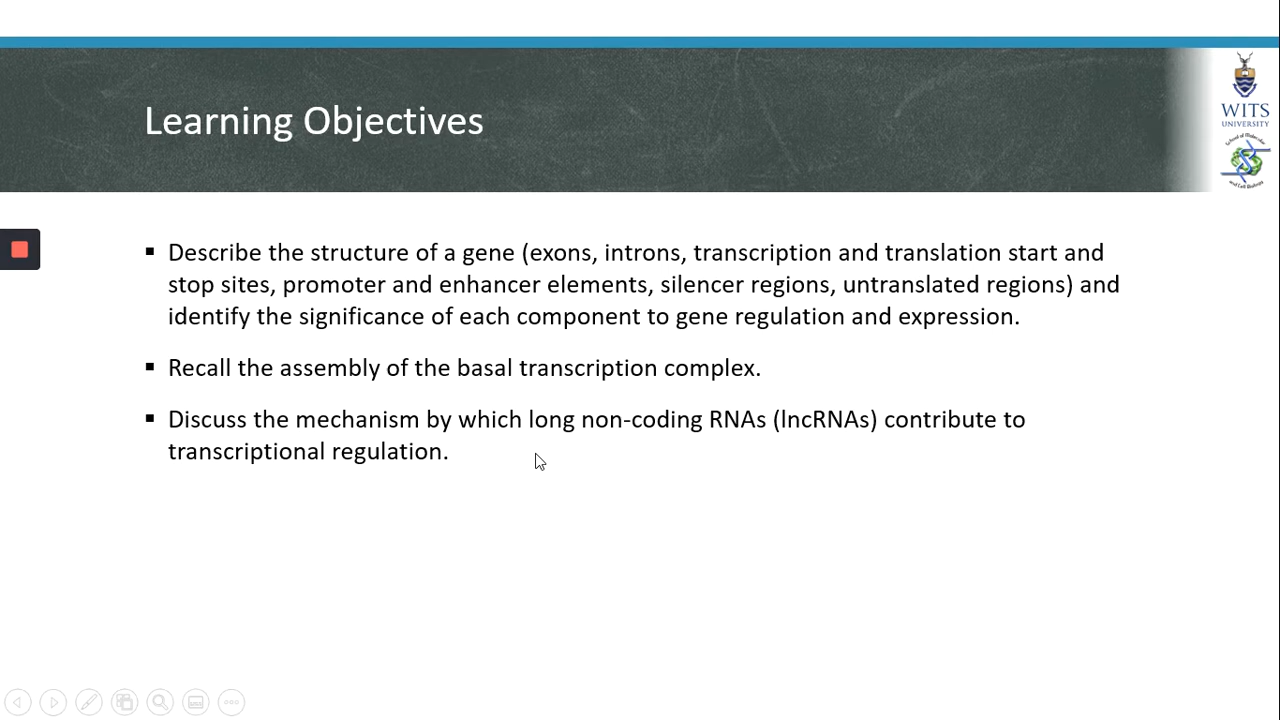 Learning Objectives
WITS
UNIVERSITY
School of Molecular
and Cell Biology
▪ Describe the structure of a gene (exons, introns, transcription and translation start and
stop sites, promoter and enhancer elements, silencer regions, untranslated regions) and
identify the significance of each component to gene regulation and expression.
▪ Recall the assembly of the basal transcription complex.
▪ Discuss the mechanism by which long non-coding RNAs (lncRNAs) contribute to
transcriptional regulation.